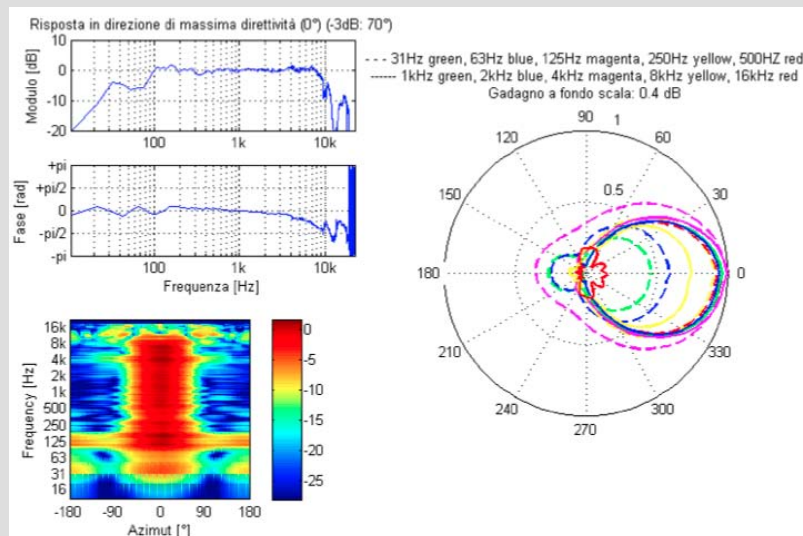 Risposta in direzione di massima direttività (0°) (-3dB: 70°)
Modulo [dB]
10
0
-10
-20
100
1k
10k
Fase [rad]
+pi
+pi/2
0
-pi/2
-pi
100
1k
10k
Frequenza [Hz]
Frequency [Hz]
16k
8k
4k
2k
1k
500
250
125
63
31
16
-180
-90
0
90
180
Azimut [°]
0
-5
-10
-15
-20
-25
- - - 31Hz green, 63Hz blue, 125Hz magenta, 250Hz yellow, 500HZ red
------ 1kHz green, 2kHz blue, 4kHz magenta, 8kHz yellow, 16kHz red
Gadagno a fondo scala: 0.4 dB
90
1
120
60
0.5
150
30
180
0
210
330
240
300
270